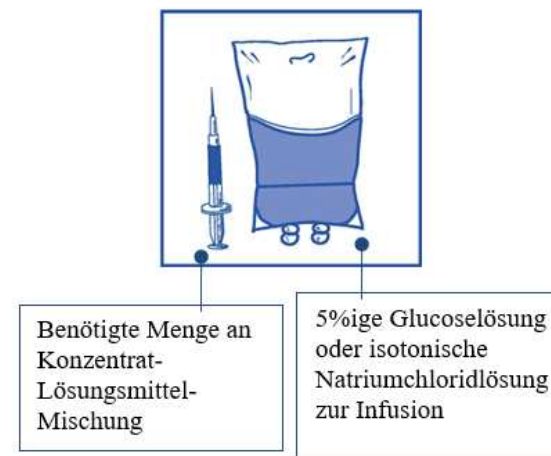 Benötigte Menge an
Konzentrat-
Lösungsmittel-
Mischung
5%ige Glucoselösung
oder isotonische
Natriumchloridlösung
zur Infusion